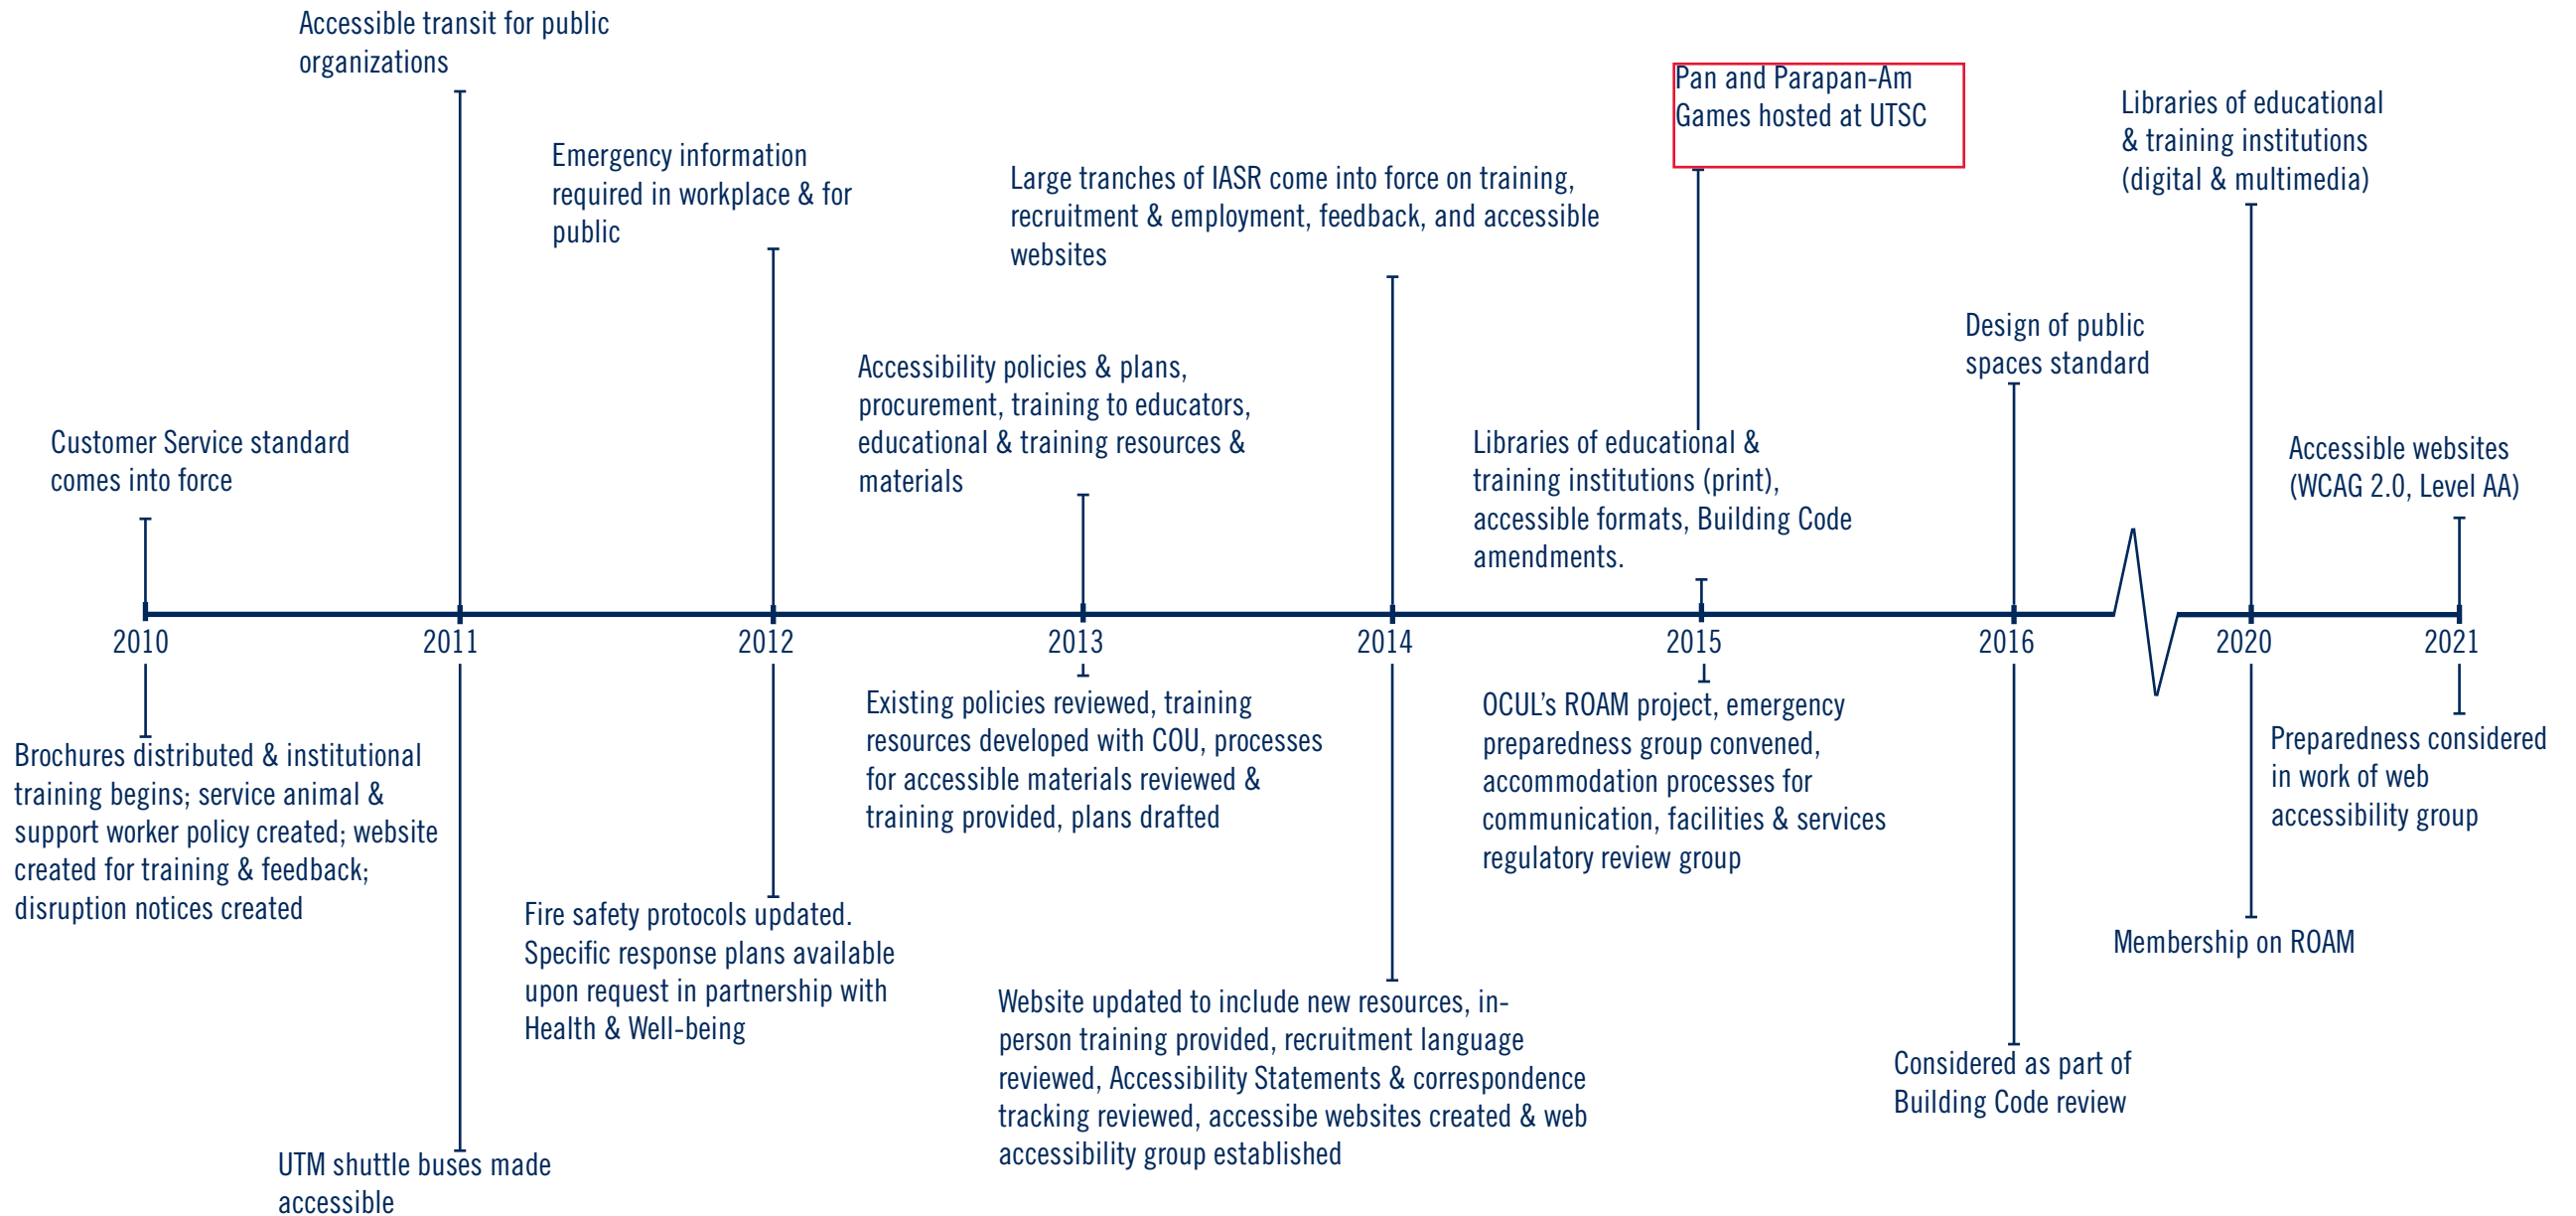 Accessible transit for public
organizations
Emergency information
required in workplace & for
public
Large tranches of IASR come into force on training,
recruitment & employment, feedback, and accessible
websites
Pan and Parapan-Am
Games hosted at UTSC
Libraries of educational
& training institutions
(digital & multimedia)
Customer Service standard
comes into force
Accessibility policies & plans,
procurement, training to educators,
educational & training resources &
materials
Libraries of educational &
training institutions (print),
accessible formats, Building Code
amendments.
Design of public
spaces standard
Accessible websites
(WCAG 2.0, Level AA)
2010
2011
2012
2013
2014
2015
2016
2020
2021
Brochures distributed & institutional
training begins; service animal &
support worker policy created; website
created for training & feedback;
disruption notices created
UTM shuttle buses made
accessible
Fire safety protocols updated.
Specific response plans available
upon request in partnership with
Health & Well-being
Existing policies reviewed, training
resources developed with COU, processes
for accessible materials reviewed &
training provided, plans drafted
Website updated to include new resources, in-
person training provided, recruitment language
reviewed, Accessibility Statements & correspondence
tracking reviewed, accessibe websites created & web
accessibility group established
OCUL’s ROAM project, emergency
preparedness group convened,
accommodation processes for
communication, facilities & services
regulatory review group
Considered as part of
Building Code review
Membership on ROAM
Preparedness considered
in work of web
accessibility group